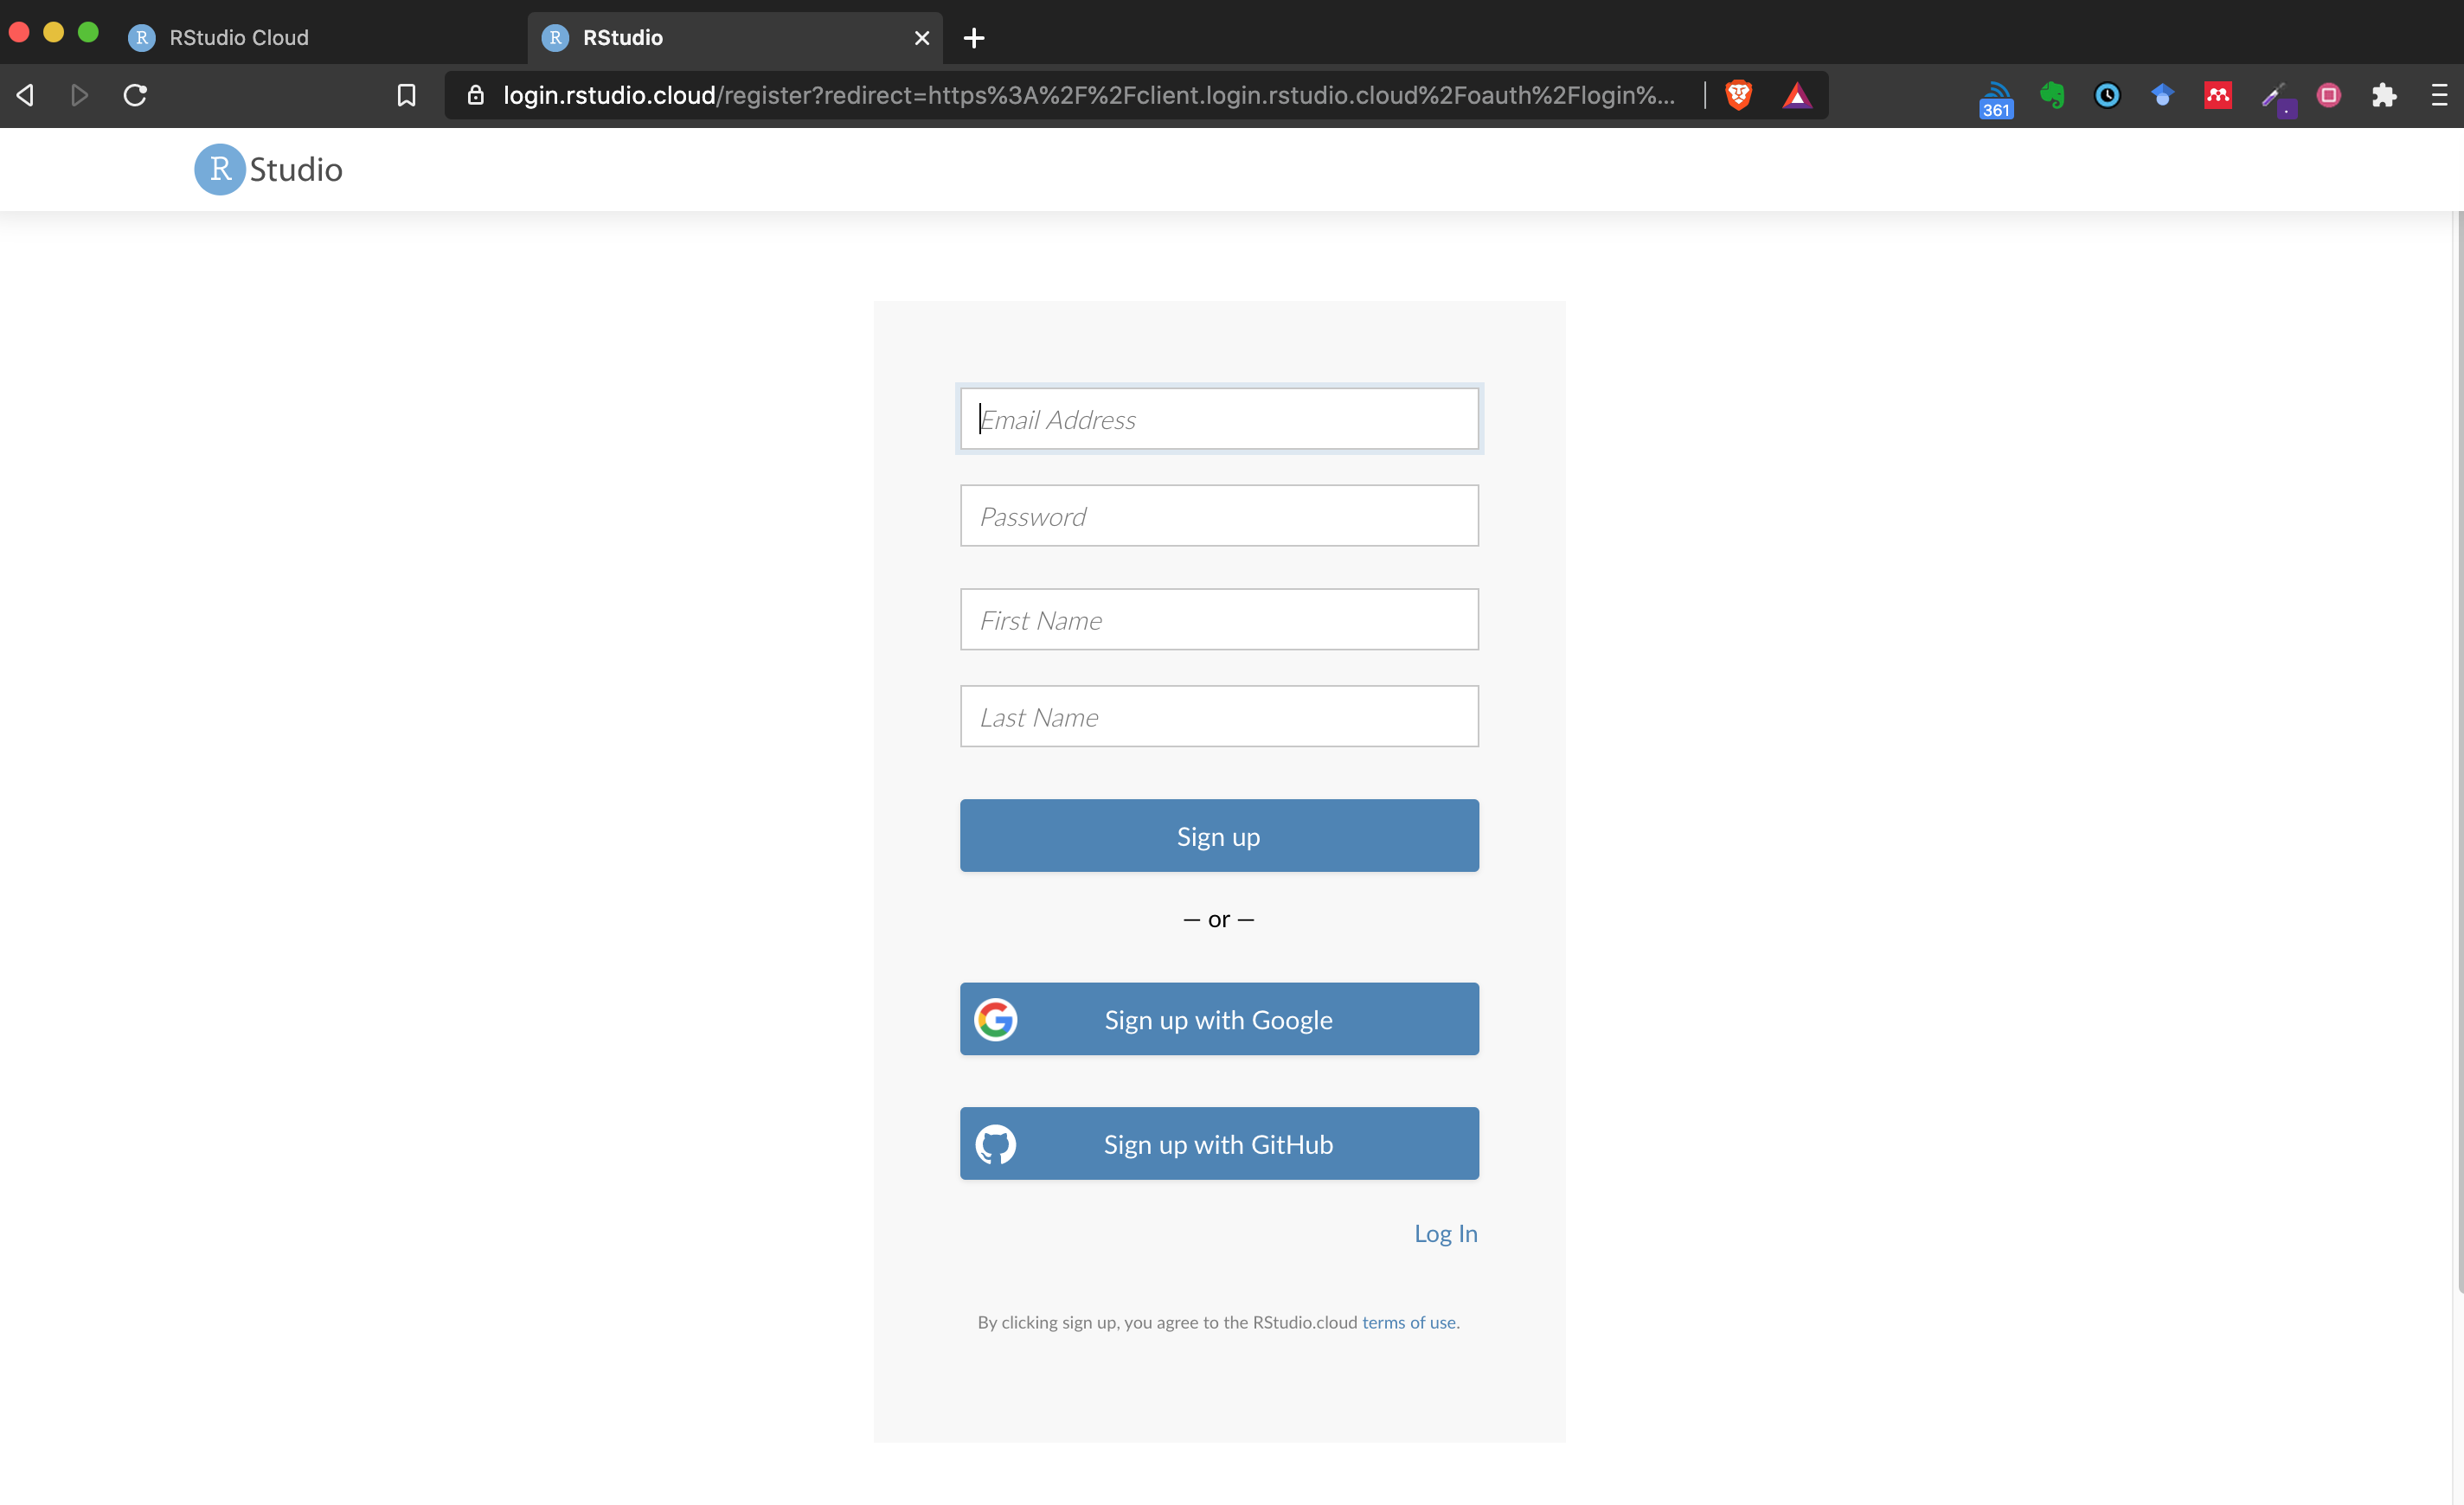 RStudio Cloud
RStudio
login.rstudio.cloud/register?redirect=https%3A%2F%2Fclient.login.rstudio.cloud%2Foauth%2Flogin%...
361
R Studio
Email Address
Password
First Name
Last Name
Sign up
— or —
Sign up with Google
Sign up with GitHub
Log In
By clicking sign up, you agree to the RStudio.cloud terms of use.